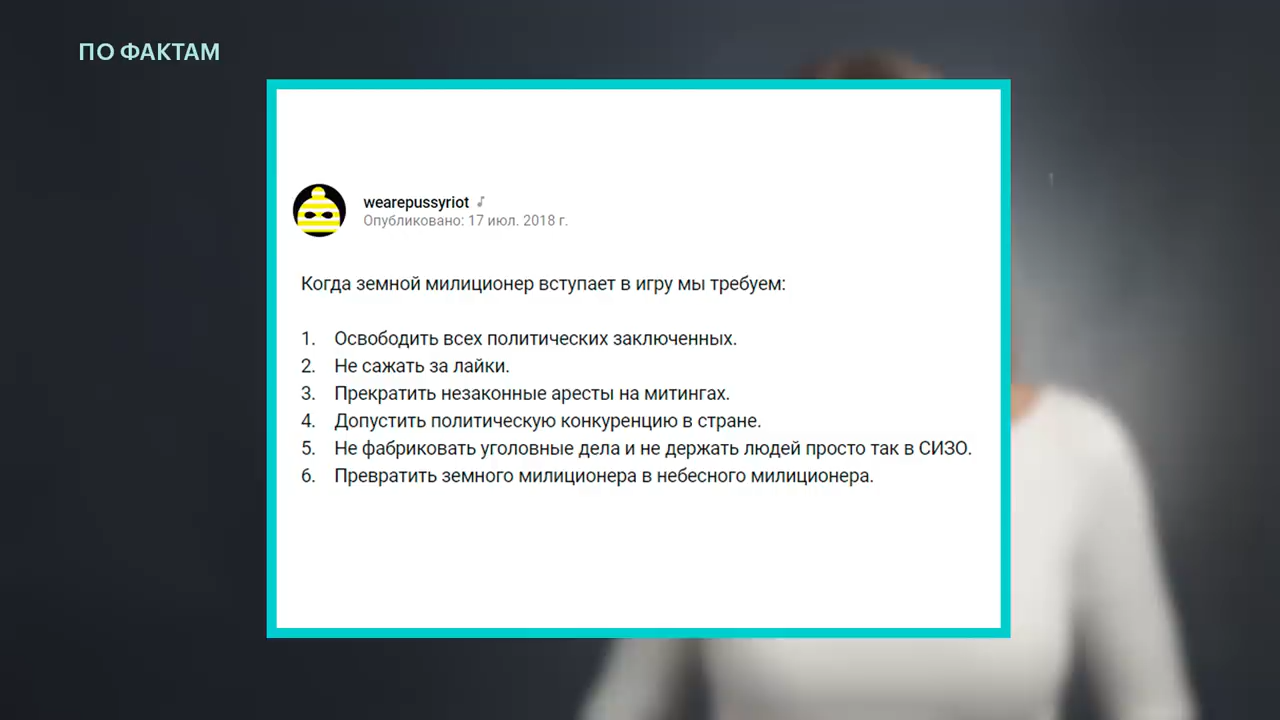 ПО ФАКТАМ
wearepussyriot
Опубликовано: 17 июл. 2018 г.
Когда земной милиционер вступает в игру мы требуем:
1. Освободить всех политических заключенных.
2. Не сажать за лайки.
3. Прекратить незаконные аресты на митингах.
4. Допустить политическую конкуренцию в стране.
5. Не фабриковать уголовные дела и не держать людей просто так в СИЗО.
6. Превратить земного милиционера в небесного милиционера.